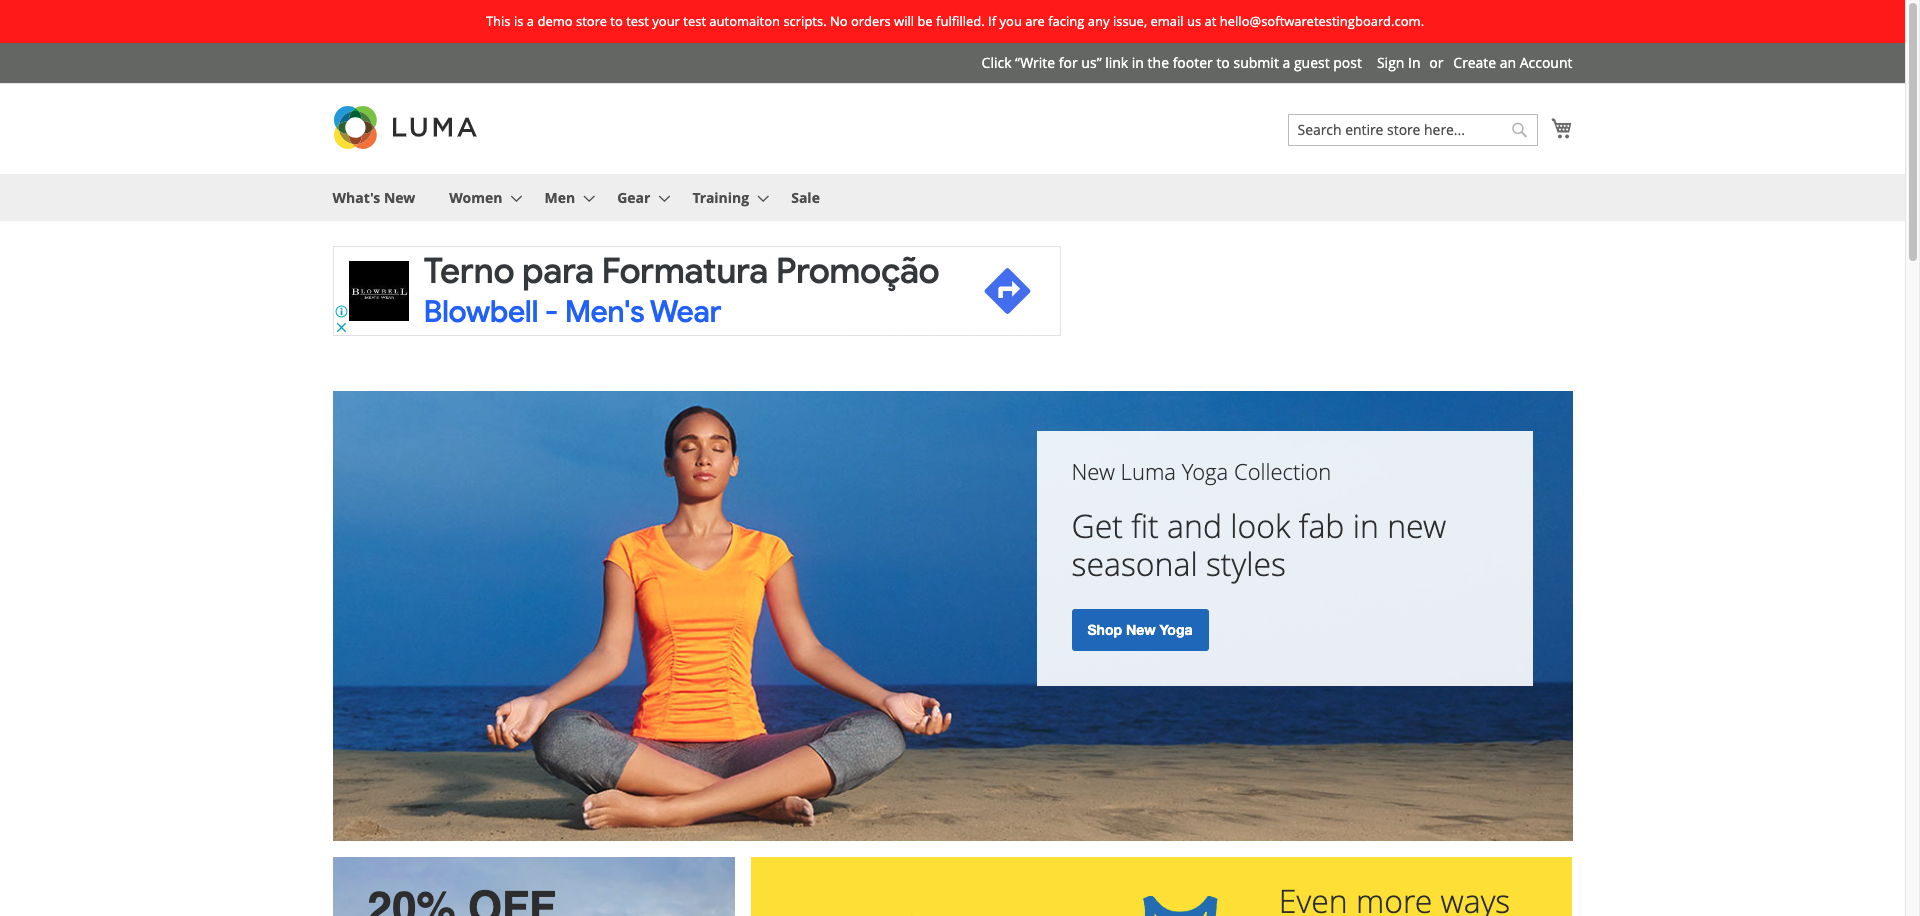 This is a demo store to test your test automaiton scripts. No orders will be fulfilled. If you are facing any issue, email us at hello@softwaretestingboard.com.
Click “Write for us” link in the footer to submit a guest post Sign In or Create an Account
LUMA
Search entire store here...
What's New Women Men Gear Training Sale
BLOWBELL
MEN'S WEAR
Terno para Formatura Promoção
Blowbell - Men's Wear
New Luma Yoga Collection
Get fit and look fab in new
seasonal styles
Shop New Yoga
20% OFF
Even more ways